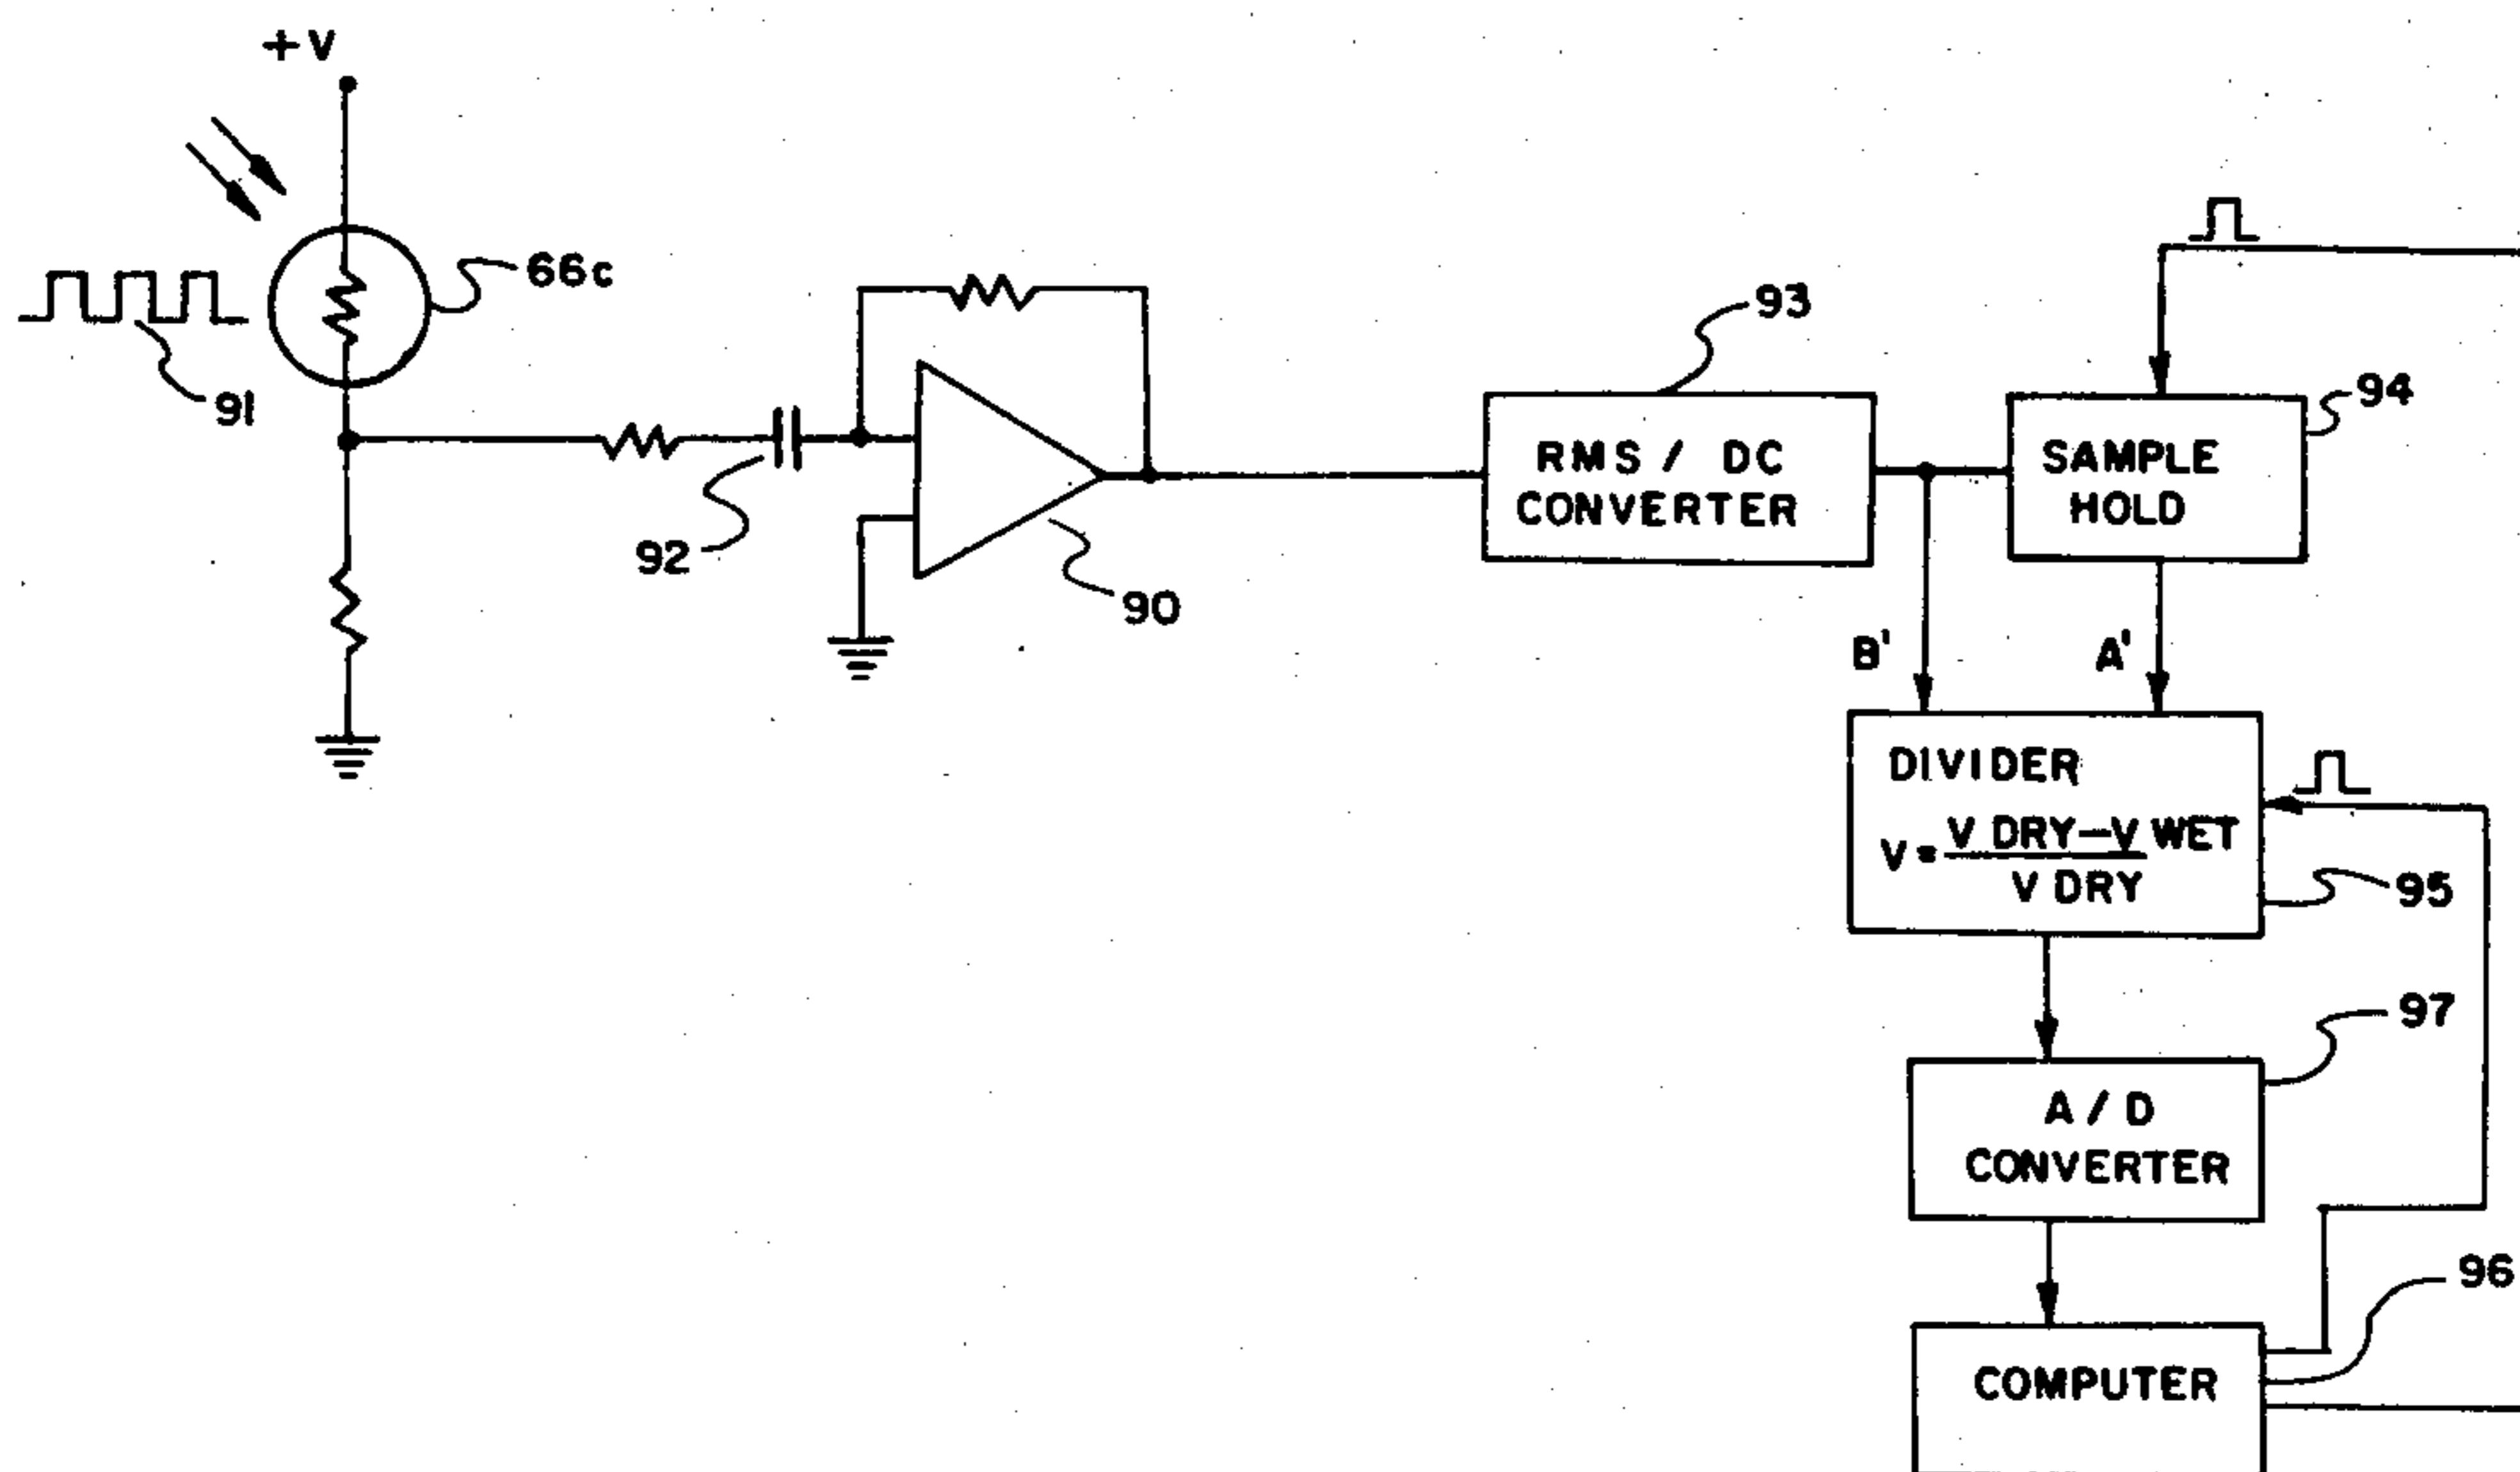 +V
66c
91
92
90
93
RMS / DC
CONVERTER
94
SAMPLE
HOLD
B'
A'
DIVIDER
V = V DRY — V WET
V DRY
95
97
A / D
CONVERTER
96
COMPUTER